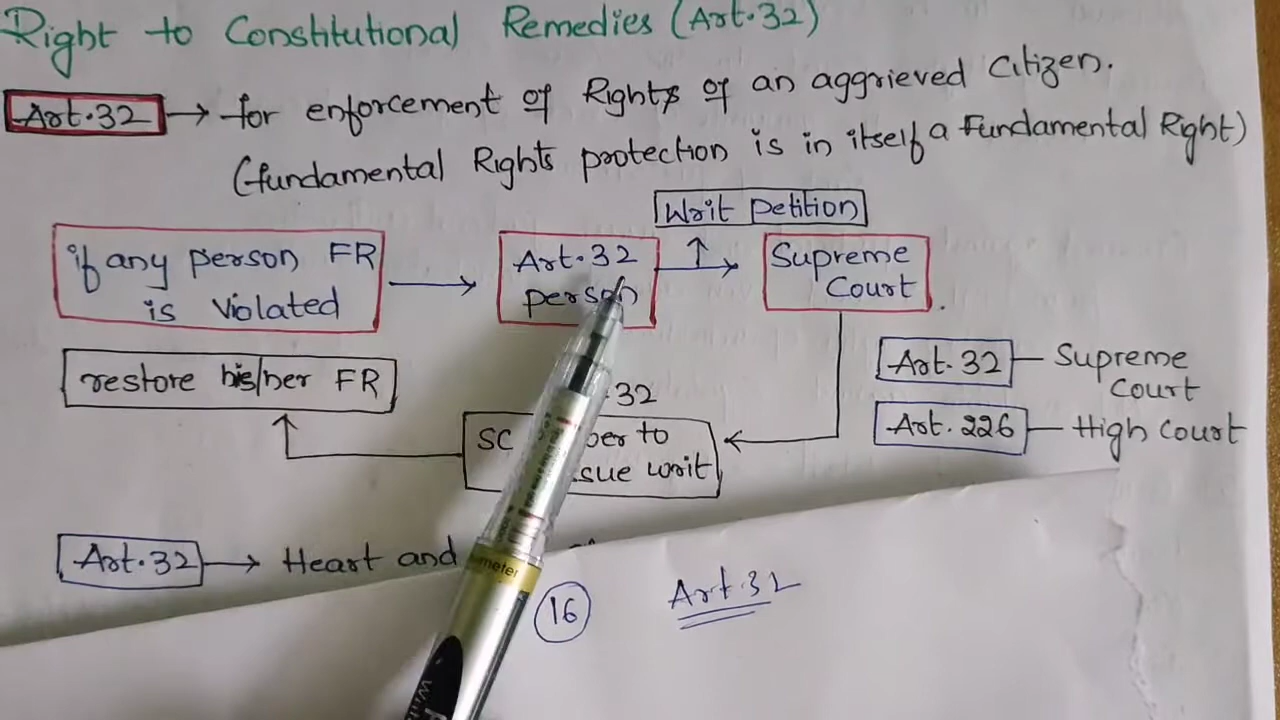 Right to Constitutional Remedies (Art.32)
Art.32 → for enforcement of Rights of an aggrieved Citizen.
(fundamental Rights protection is in itself a Fundamental Right)
Writ Petition
if any person FR is violated → Art.32 person → Supreme Court.
restore his/her FR
32
SC to writ
Art. 32 — Supreme Court
Art. 226 — High Court
Art.32 → Heart and
16 Art.32